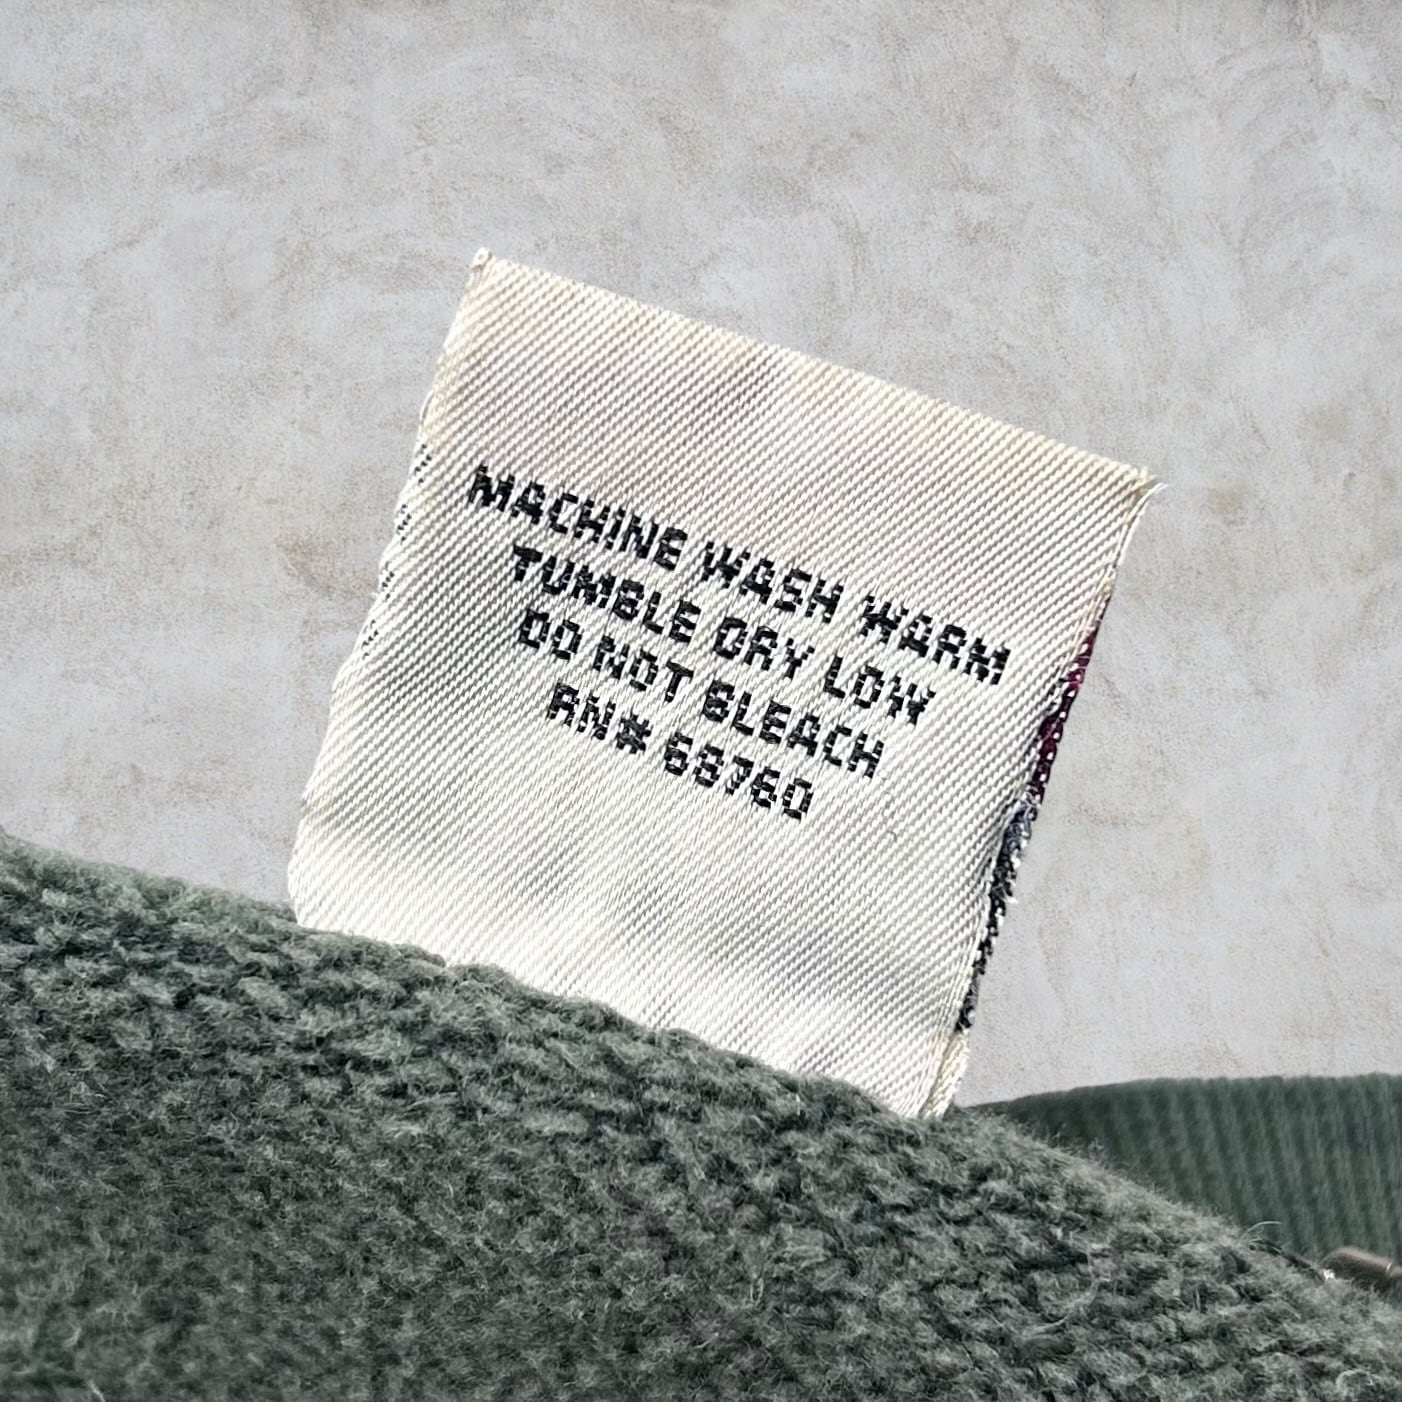 MACHINE WASH WARM
TUMBLE DRY LOW
DO NOT BLEACH
RN# 68760